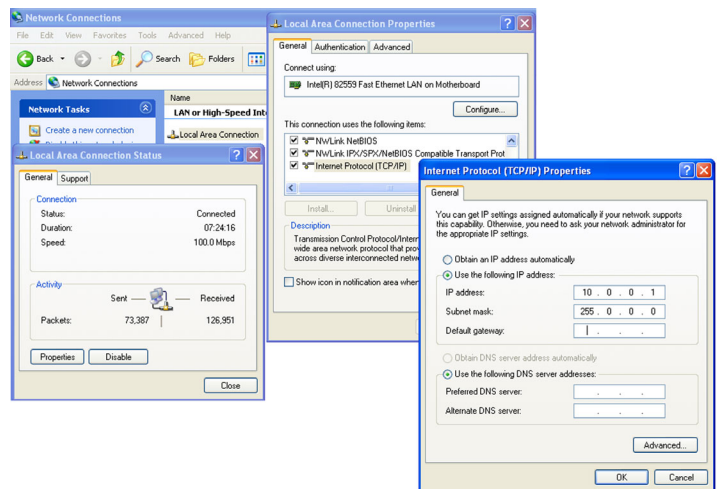 Network Connections
File Edit View Favorites Tools Advanced Help
Back Search Folders
Address Network Connections
Network Tasks
Create a new connection
Name
LAN or High-Speed Inte
Local Area Connection
Local Area Connection Status
General Support
Connection
Status: Connected
Duration: 07:24:16
Speed: 100.0 Mbps
Activity
Sent Received
Packets: 73,387 126,951
Properties Disable
Close
Local Area Connection Properties
General Authentication Advanced
Connect using:
Intel(R) 82559 Fast Ethernet LAN on Motherboard
Configure...
This connection uses the following items:
NWLink NetBIOS
NWLink IPX/SPX/NetBIOS Compatible Transport Prot
Internet Protocol (TCP/IP)
Install... Uninstall
Description
Transmission Control Protocol/Intern
wide area network protocol that prov
across diverse interconnected netwo
Show icon in notification area when
Internet Protocol (TCP/IP) Properties
General
You can get IP settings assigned automatically if your network supports
this capability. Otherwise, you need to ask your network administrator for
the appropriate IP settings.
Obtain an IP address automatically
Use the following IP address:
IP address: 10 . 0 . 0 . 1
Subnet mask: 255 . 0 . 0 . 0
Default gateway: . . .
Obtain DNS server address automatically
Use the following DNS server addresses:
Preferred DNS server: . . .
Alternate DNS server: . . .
Advanced...
OK Cancel